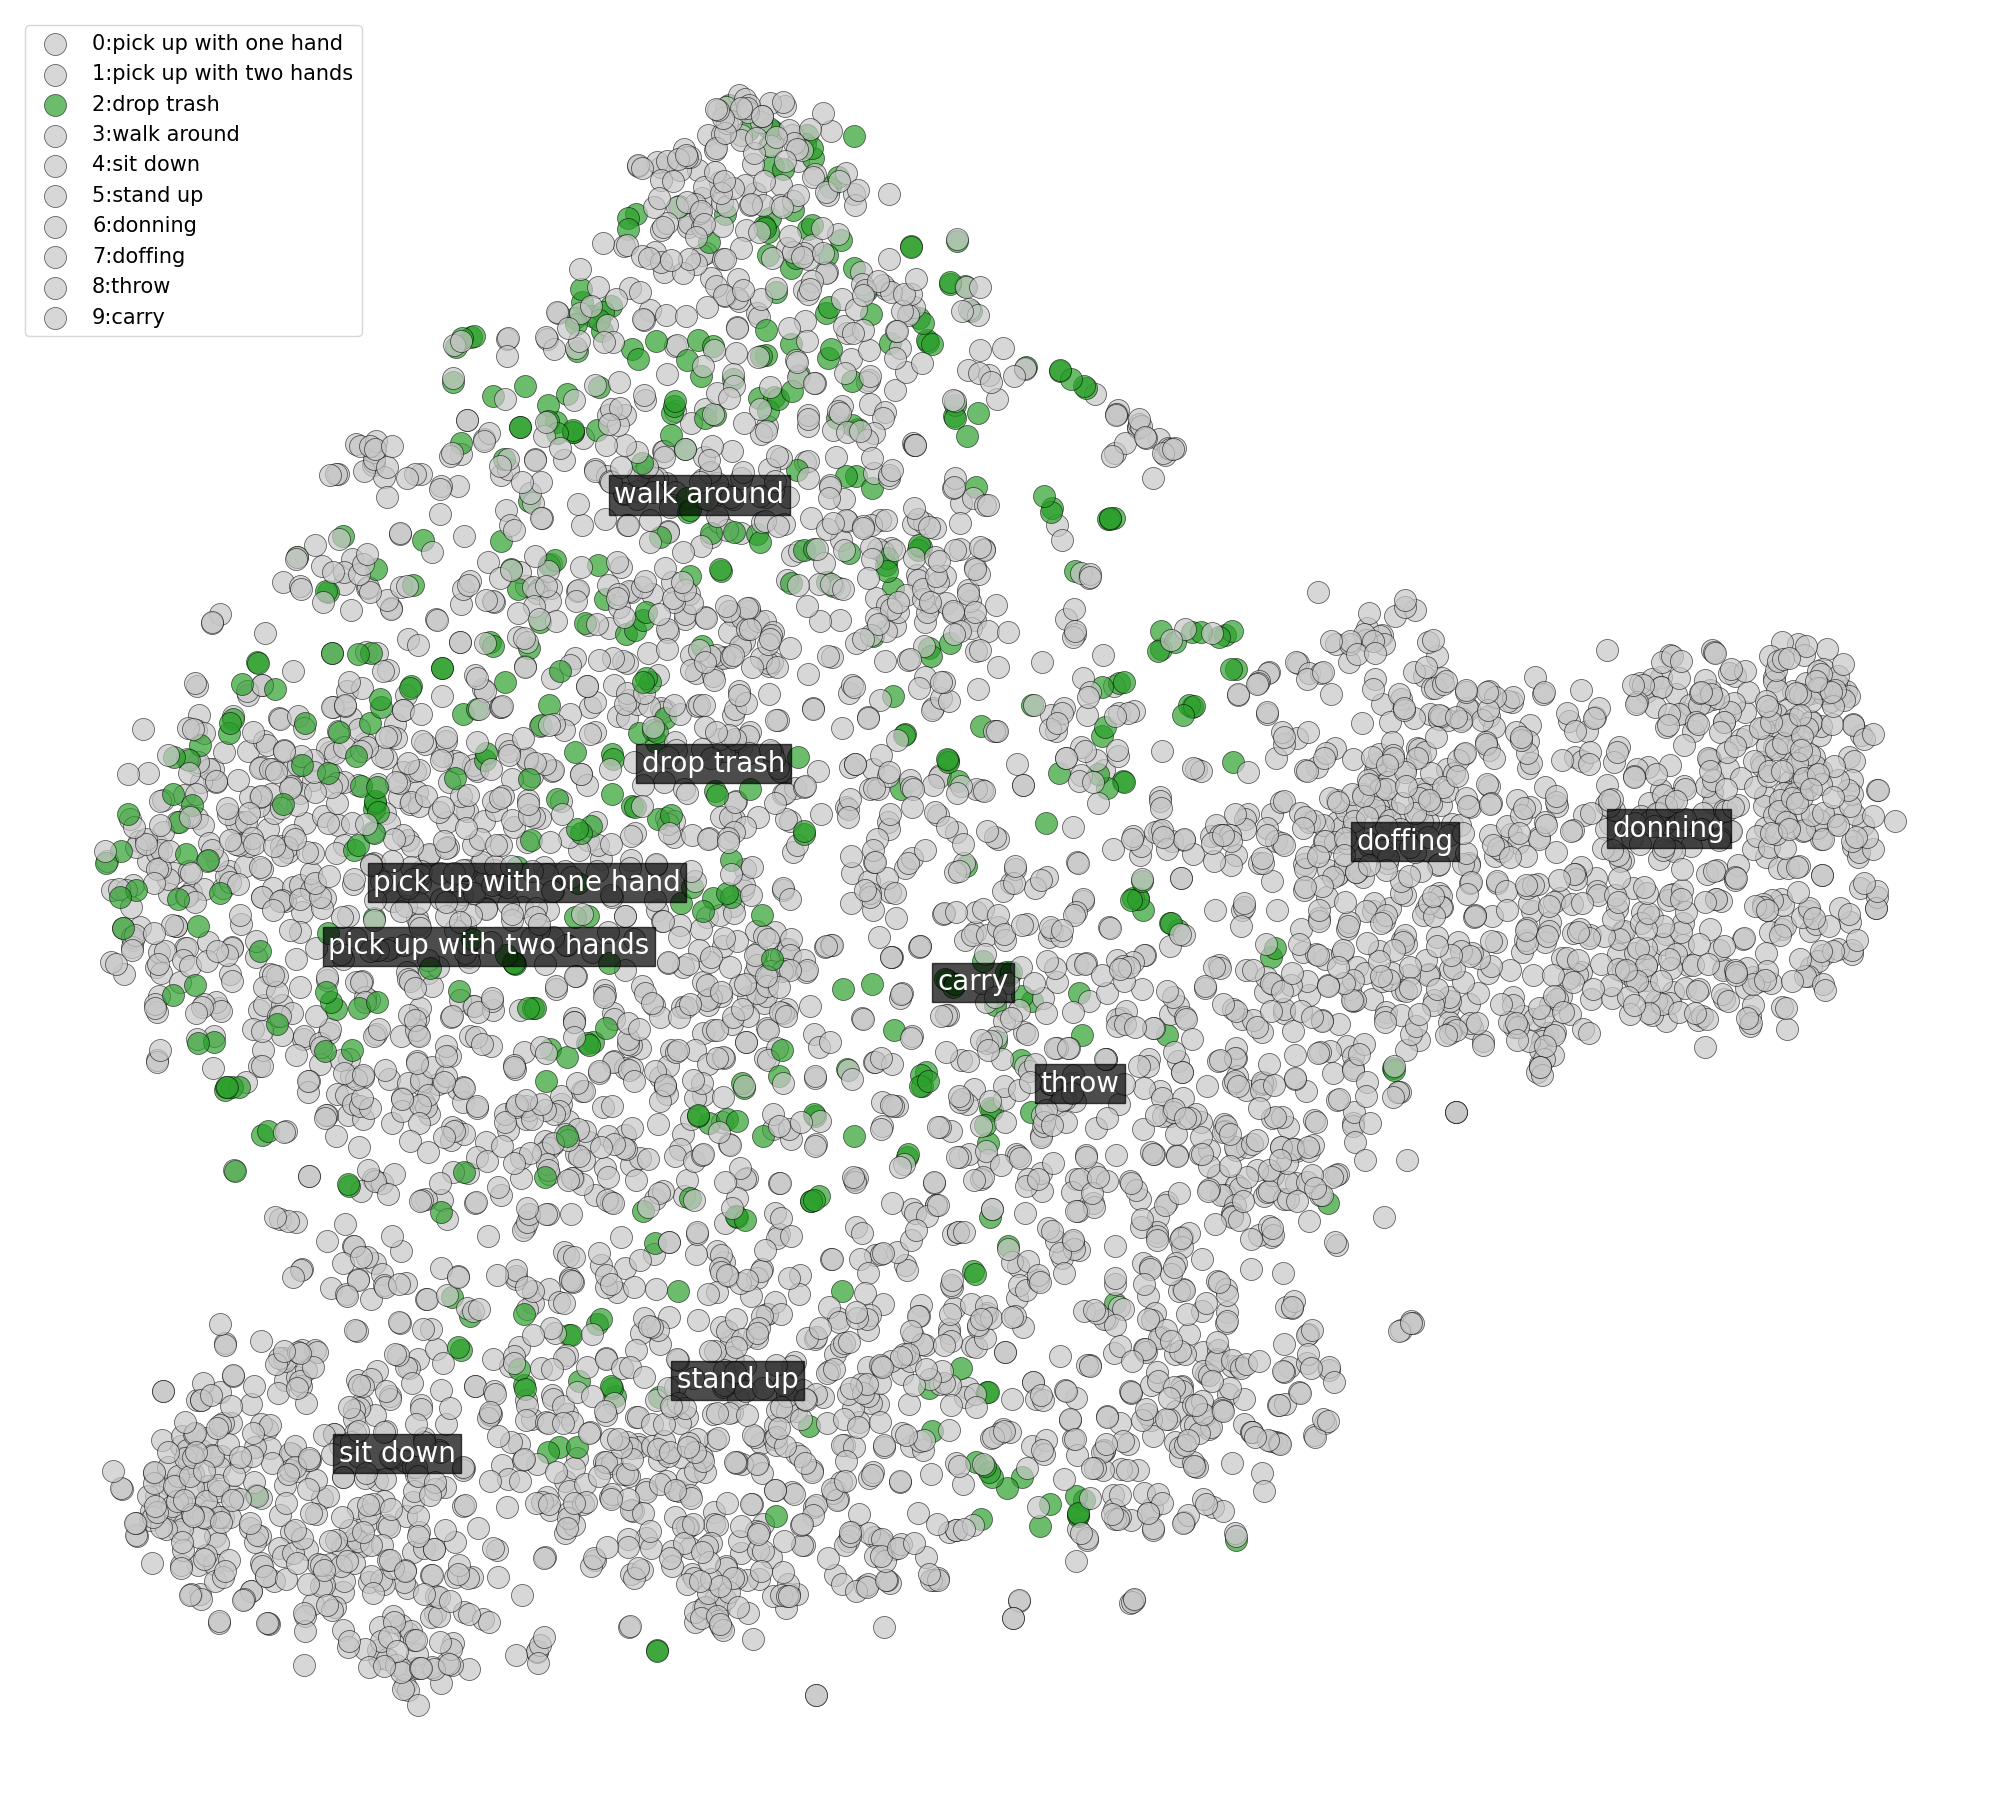 0:pick up with one hand
1:pick up with two hands
2:drop trash
3:walk around
4:sit down
5:stand up
6:donning
7:doffing
8:throw
9:carry
walk around
drop trash
doffing
donning
pick up with one hand
pick up with two hands
carry
throw
stand up
sit down